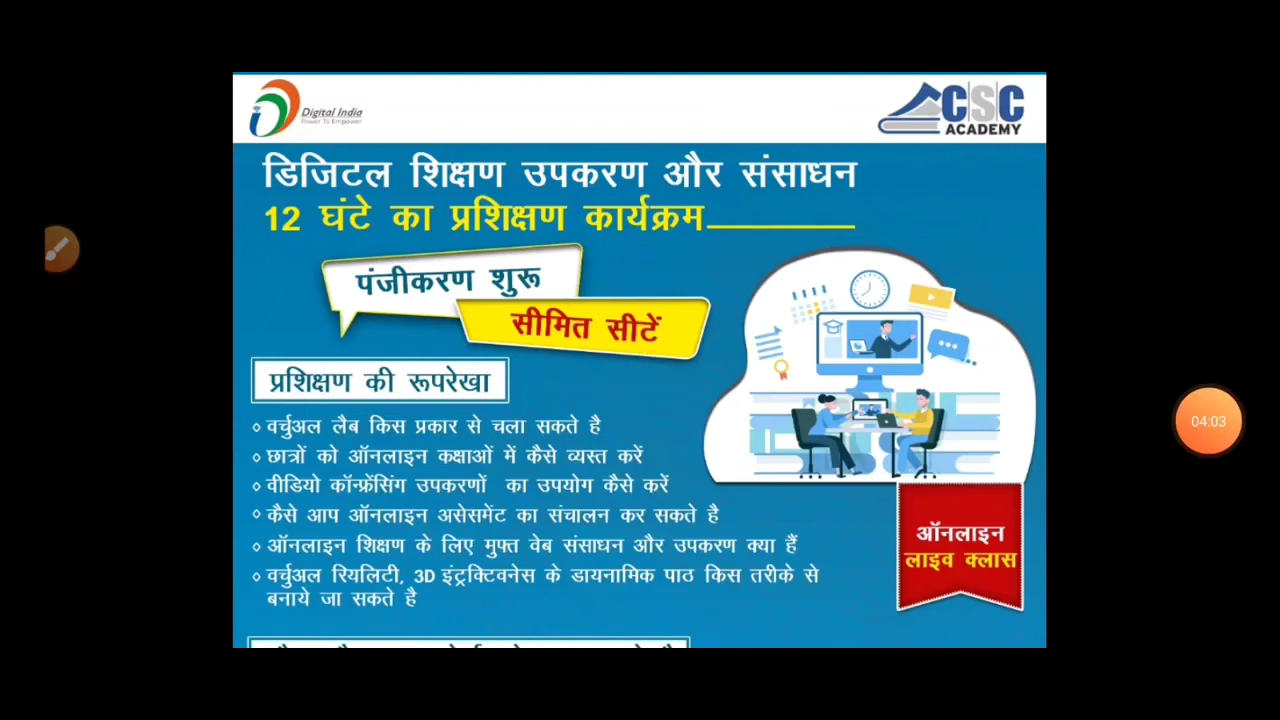 Digital India
Power To Empower
CSC
ACADEMY
डिजिटल शिक्षण उपकरण और संसाधन
12 घंटे का प्रशिक्षण कार्यक्रम
पंजीकरण शुरू
सीमित सीटें
प्रशिक्षण की रूपरेखा
वर्चुअल लैब किस प्रकार से चला सकते है
छात्रों को ऑनलाइन कक्षाओं में कैसे व्यस्त करें
वीडियो कॉन्फ्रेंसिंग उपकरणों का उपयोग कैसे करें
कैसे आप ऑनलाइन असेसमेंट का संचालन कर सकते है
ऑनलाइन शिक्षण के लिए मुफ्त वेब संसाधन और उपकरण क्या हैं
वर्चुअल रियलिटी, 3D इंट्रक्टिवनेस के डायनामिक पाठ किस तरीके से
बनाये जा सकते है
ऑनलाइन
लाइव क्लास
04:03